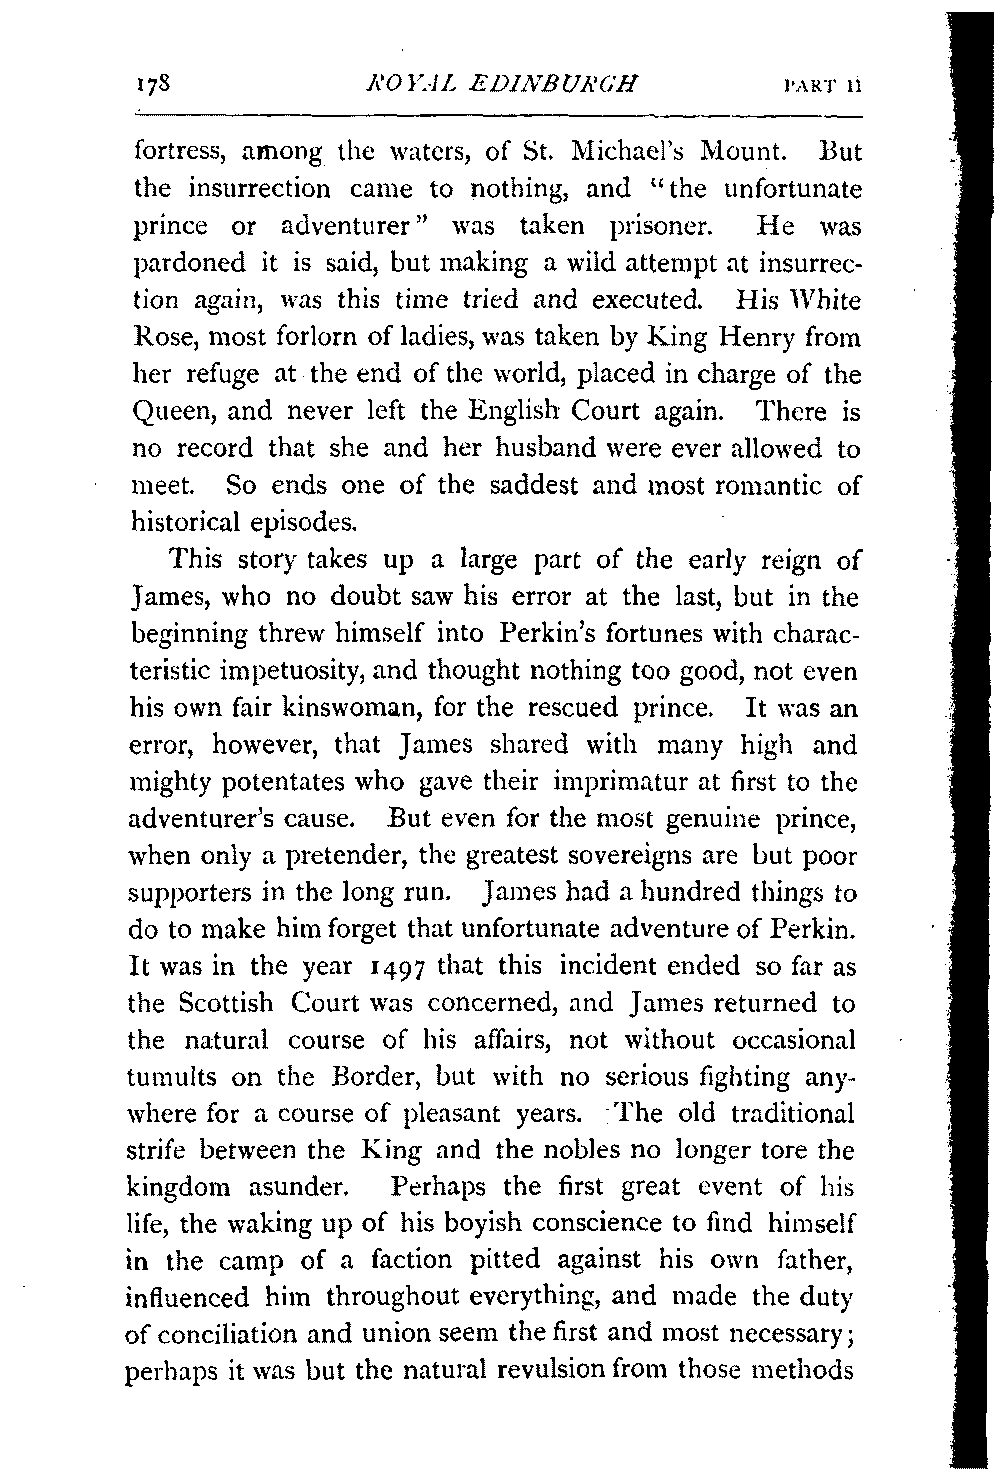 178 ROYAL EDINBURGH PART II
fortress, among the waters, of St. Michael's Mount. But
the insurrection came to nothing, and "the unfortunate
prince or adventurer" was taken prisoner. He was
pardoned it is said, but making a wild attempt at insurrec-
tion again, was this time tried and executed. His White
Rose, most forlorn of ladies, was taken by King Henry from
her refuge at the end of the world, placed in charge of the
Queen, and never left the English Court again. There is
no record that she and her husband were ever allowed to
meet. So ends one of the saddest and most romantic of
historical episodes.
This story takes up a large part of the early reign of
James, who no doubt saw his error at the last, but in the
beginning threw himself into Perkin's fortunes with charac-
teristic impetuosity, and thought nothing too good, not even
his own fair kinswoman, for the rescued prince. It was an
error, however, that James shared with many high and
mighty potentates who gave their imprimatur at first to the
adventurer's cause. But even for the most genuine prince,
when only a pretender, the greatest sovereigns are but poor
supporters in the long run. James had a hundred things to
do to make him forget that unfortunate adventure of Perkin.
It was in the year 1497 that this incident ended so far as
the Scottish Court was concerned, and James returned to
the natural course of his affairs, not without occasional
tumults on the Border, but with no serious fighting any-
where for a course of pleasant years. The old traditional
strife between the King and the nobles no longer tore the
kingdom asunder. Perhaps the first great event of his
life, the waking up of his boyish conscience to find himself
in the camp of a faction pitted against his own father,
influenced him throughout everything, and made the duty
of conciliation and union seem the first and most necessary;
perhaps it was but the natural revulsion from those methods